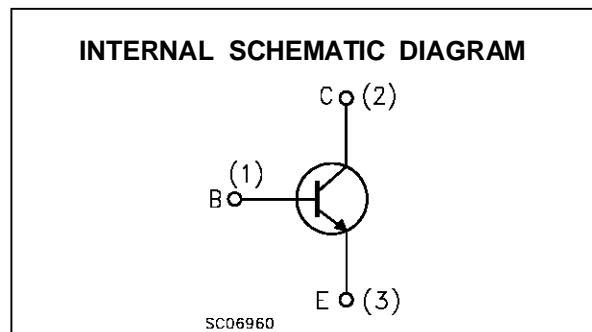 INTERNAL SCHEMATIC DIAGRAM
C (2)
(1)
B
E (3)
SC06960